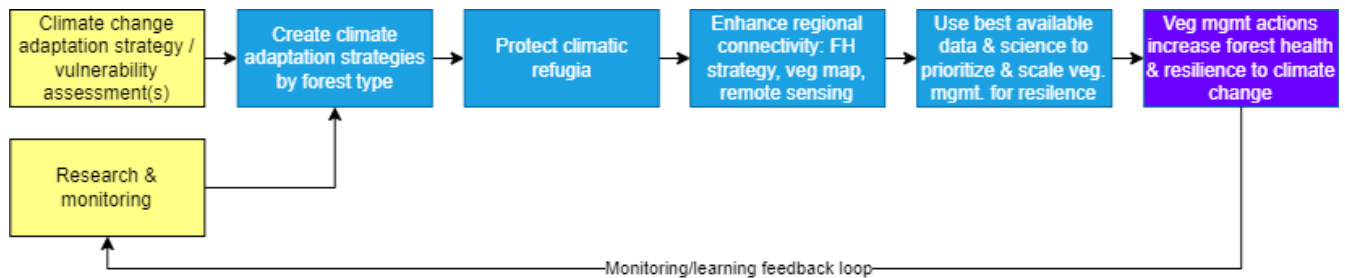 Climate change
adaptation strategy /
vulnerability
assessment(s)
Create climate
adaptation strategies
by forest type
Protect climatic
refugia
Enhance regional
connectivity: FH
strategy, veg map,
remote sensing
Use best available
data & science to
prioritize & scale veg.
mgmt. for resilence
Veg mgmt actions
increase forest health
& resilience to climate
change
Research &
monitoring
Monitoring/learning feedback loop